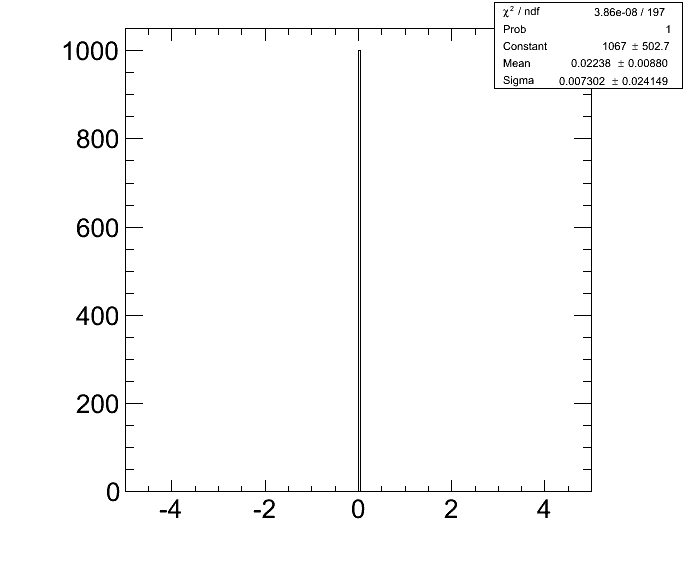 χ² / ndf 3.86e-08 / 197
Prob 1
Constant 1067 ± 502.7
Mean 0.02238 ± 0.00880
Sigma 0.007302 ± 0.024149
1000
800
600
400
200
0
-4 -2 0 2 4